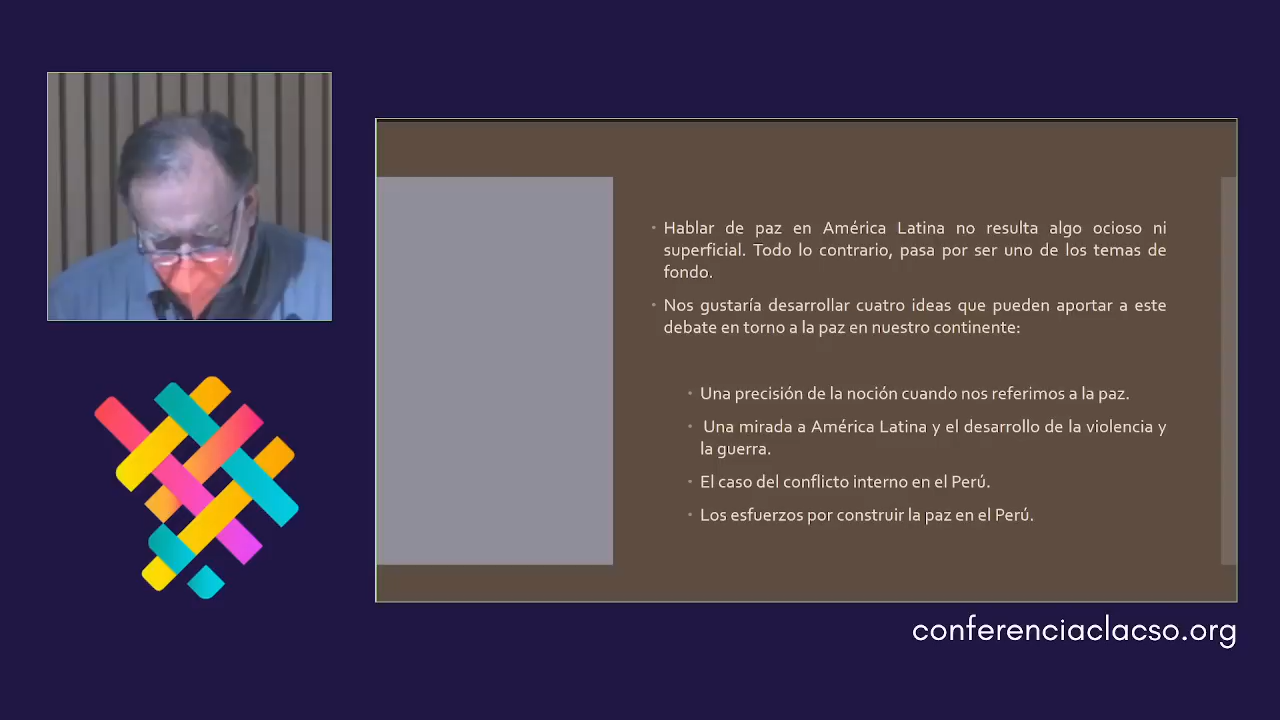 Hablar de paz en América Latina no resulta algo ocioso ni
superficial. Todo lo contrario, pasa por ser uno de los temas de
fondo.
Nos gustaría desarrollar cuatro ideas que pueden aportar a este
debate en torno a la paz en nuestro continente:
Una precisión de la noción cuando nos referimos a la paz.
Una mirada a América Latina y el desarrollo de la violencia y
la guerra.
El caso del conflicto interno en el Perú.
Los esfuerzos por construir la paz en el Perú.
conferenciaclacso.org